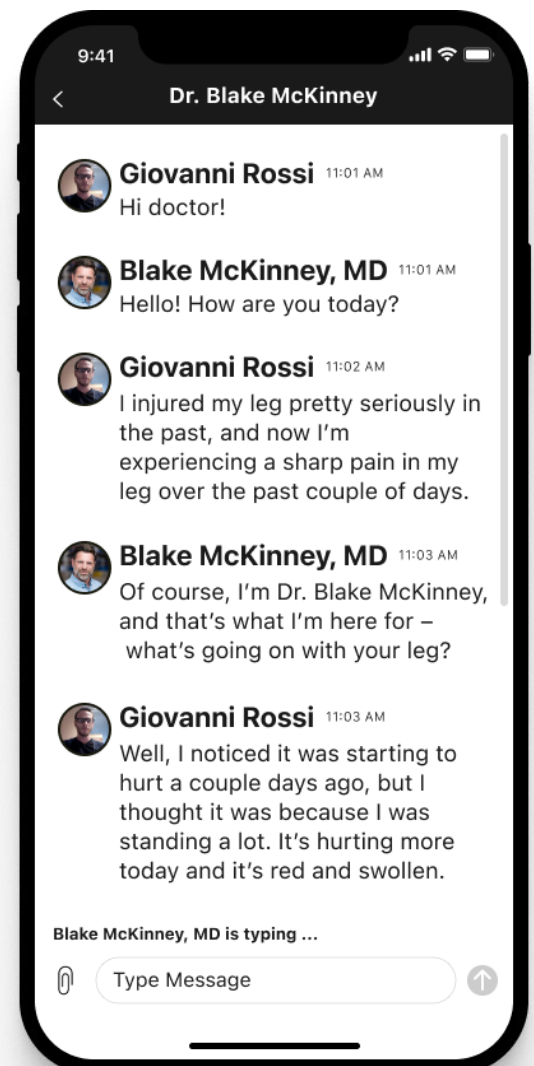 9:41
Dr. Blake McKinney
Giovanni Rossi 11:01 AM
Hi doctor!
Blake McKinney, MD 11:01 AM
Hello! How are you today?
Giovanni Rossi 11:02 AM
I injured my leg pretty seriously in
the past, and now I’m
experiencing a sharp pain in my
leg over the past couple of days.
Blake McKinney, MD 11:03 AM
Of course, I’m Dr. Blake McKinney,
and that’s what I’m here for –
what’s going on with your leg?
Giovanni Rossi 11:03 AM
Well, I noticed it was starting to
hurt a couple days ago, but I
thought it was because I was
standing a lot. It’s hurting more
today and it’s red and swollen.
Blake McKinney, MD is typing ...
Type Message